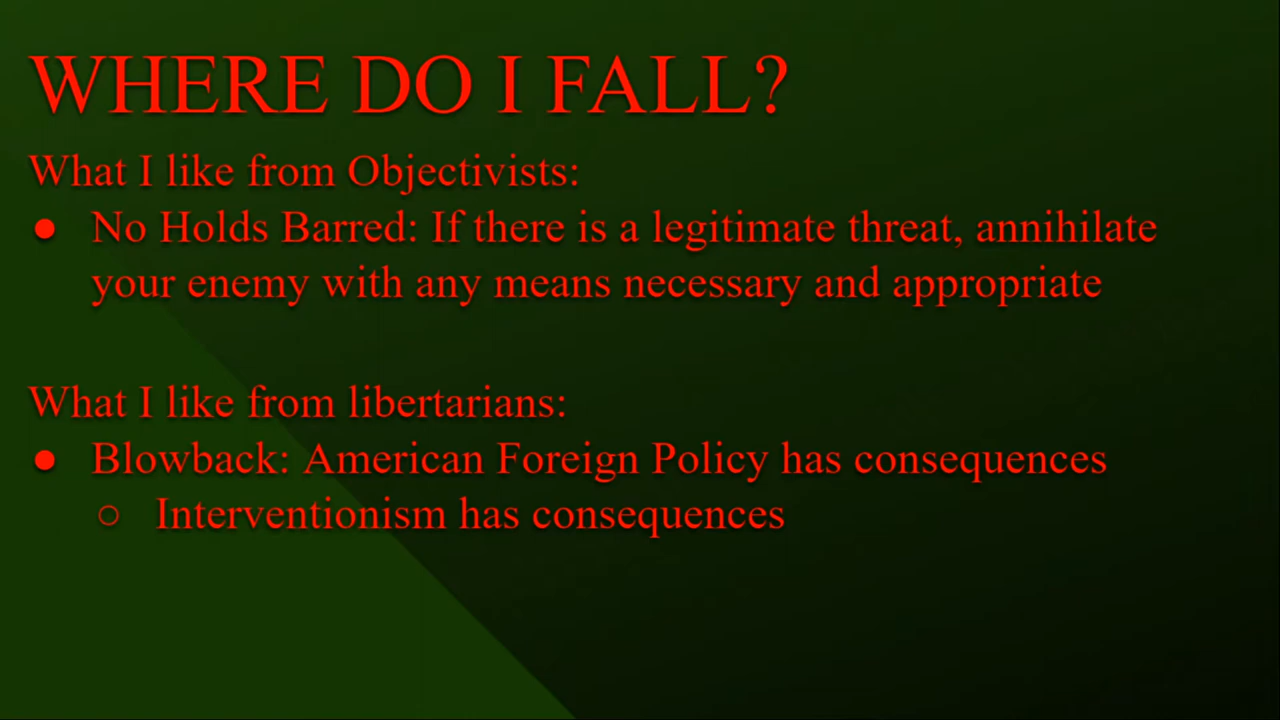 WHERE DO I FALL?
What I like from Objectivists:
● No Holds Barred: If there is a legitimate threat, annihilate
your enemy with any means necessary and appropriate
What I like from libertarians:
● Blowback: American Foreign Policy has consequences
○ Interventionism has consequences